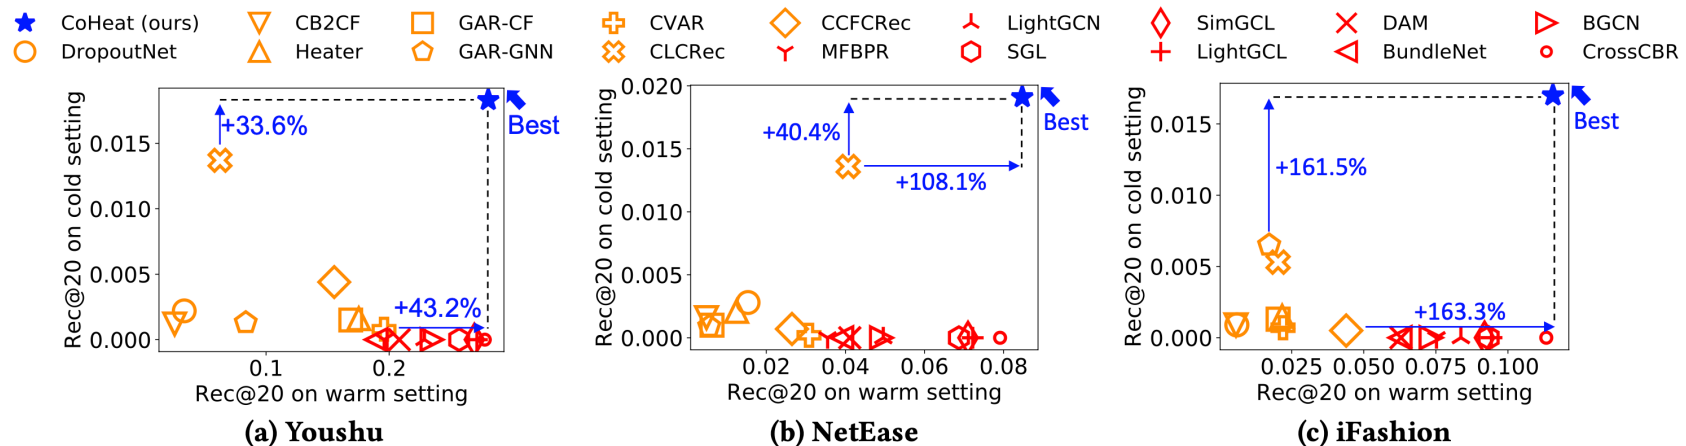 CoHeat (ours) CB2CF GAR-CF CVAR CCFCRec LightGCN SimGCL DAM BGCN
DropoutNet Heater GAR-GNN CLCRec MFBPR SGL LightGCL BundleNet CrossCBR
Rec@20 on cold setting
0.015
0.010
0.005
0.000
+33.6%
+43.2%
Best
0.1 0.2
Rec@20 on warm setting
(a) Youshu
Rec@20 on cold setting
0.020
0.015
0.010
0.005
0.000
+40.4%
+108.1%
Best
0.02 0.04 0.06 0.08
Rec@20 on warm setting
(b) NetEase
Rec@20 on cold setting
0.015
0.010
0.005
0.000
+161.5%
+163.3%
Best
0.025 0.050 0.075 0.100
Rec@20 on warm setting
(c) iFashion